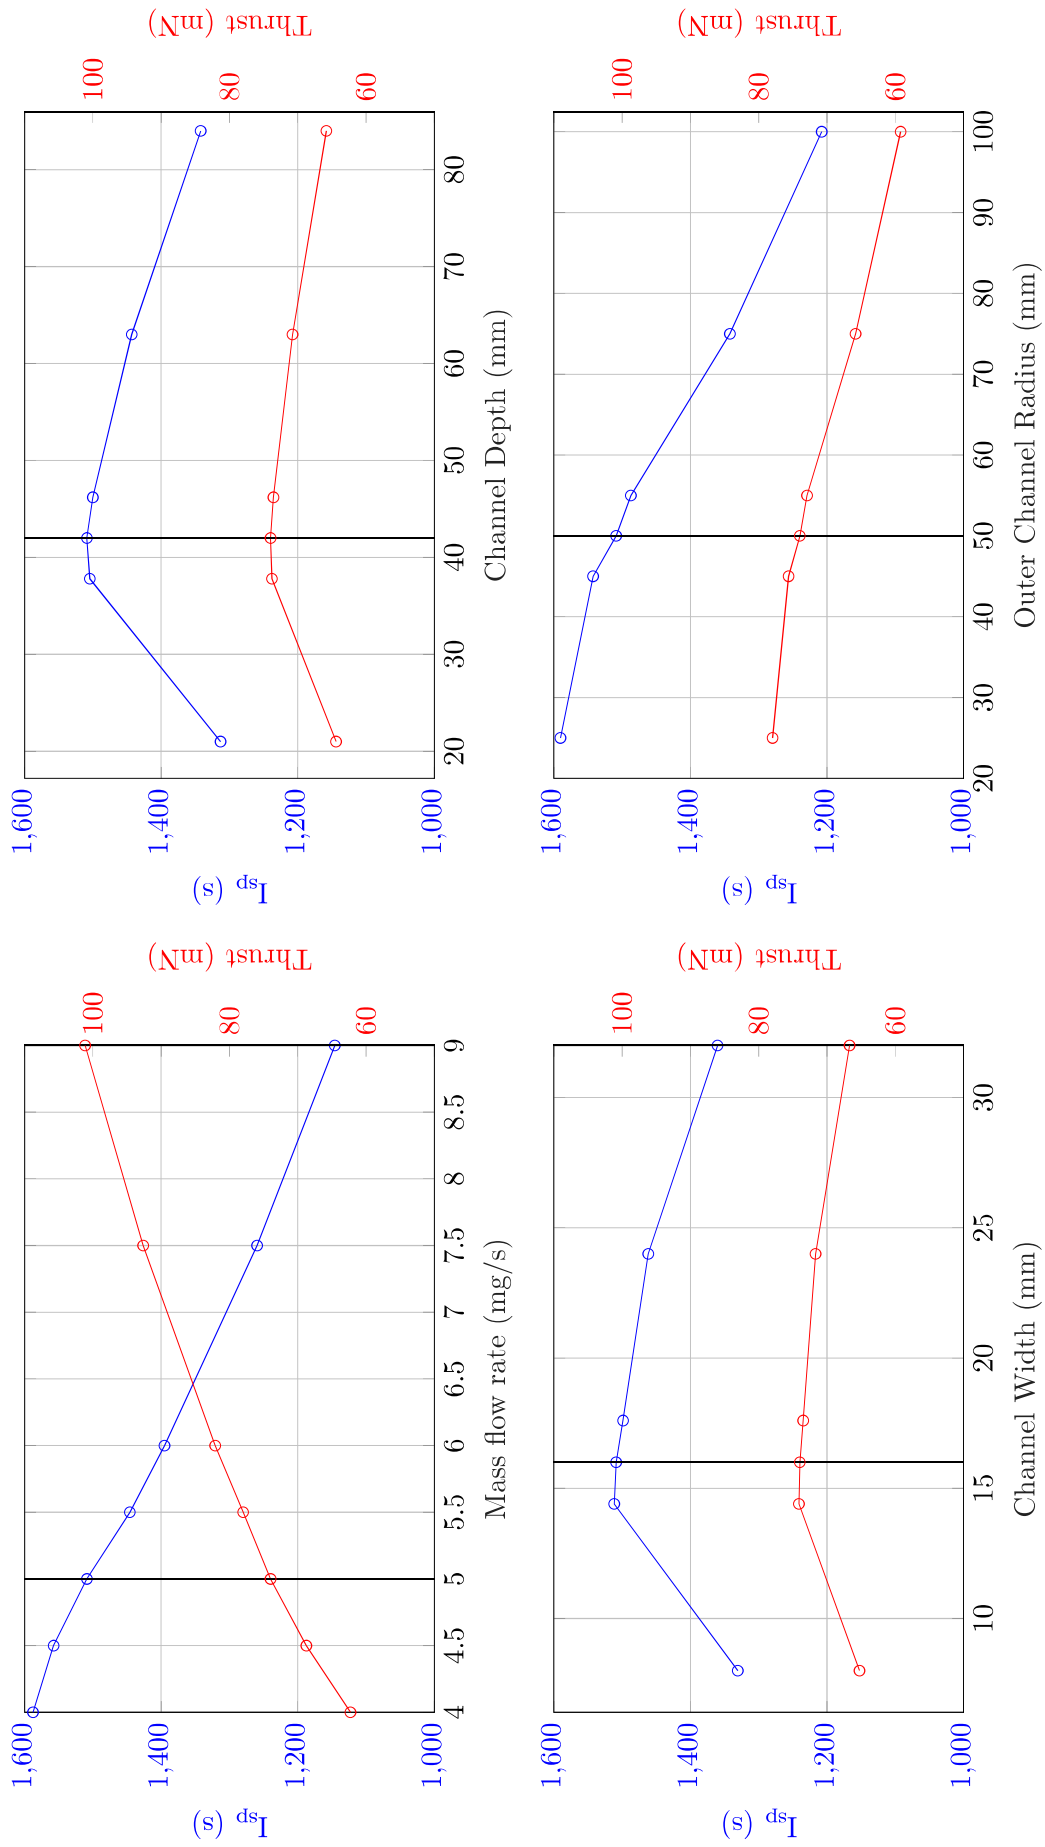 1,600
1,400
1,200
1,000
I_sp (s)
4 4.5 5 5.5 6 6.5 7 7.5 8 8.5 9
Mass flow rate (mg/s)
100
80
60
Thrust (mN)
1,600
1,400
1,200
1,000
I_sp (s)
20 30 40 50 60 70 80
Channel Depth (mm)
100
80
60
Thrust (mN)
1,600
1,400
1,200
1,000
I_sp (s)
10 15 20 25 30
Channel Width (mm)
100
80
60
Thrust (mN)
1,600
1,400
1,200
1,000
I_sp (s)
20 30 40 50 60 70 80 90 100
Outer Channel Radius (mm)
100
80
60
Thrust (mN)